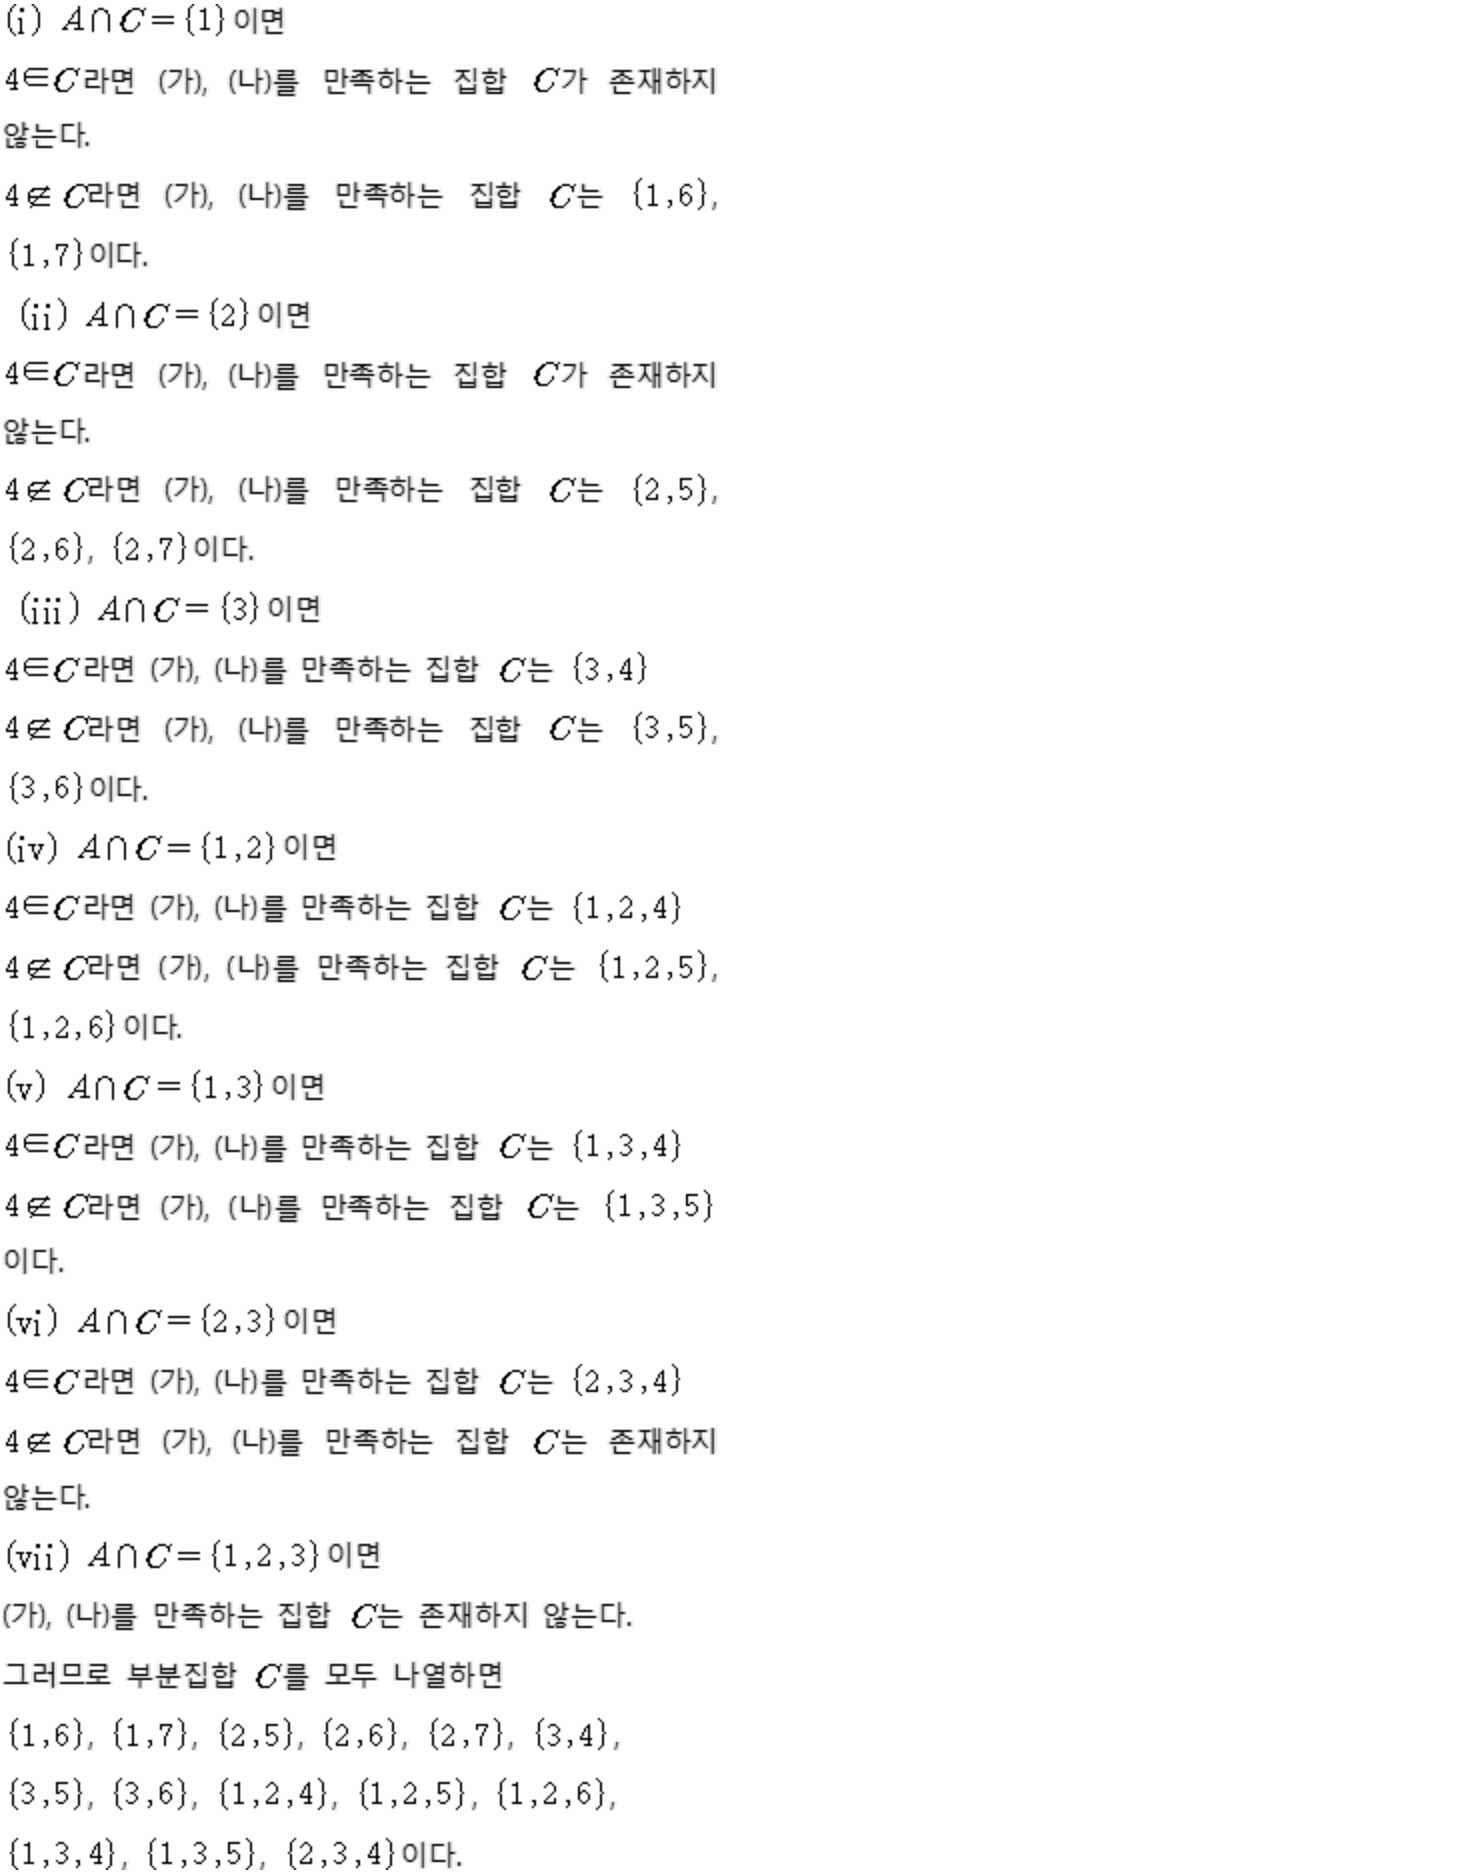 (i) A∩C={1}이면
4∈C라면 (가), (나)를 만족하는 집합 C가 존재하지
않는다.
4∉C라면 (가), (나)를 만족하는 집합 C는 {1,6},
{1,7}이다.
(ii) A∩C={2}이면
4∈C라면 (가), (나)를 만족하는 집합 C가 존재하지
않는다.
4∉C라면 (가), (나)를 만족하는 집합 C는 {2,5},
{2,6}, {2,7}이다.
(iii) A∩C={3}이면
4∈C라면 (가), (나)를 만족하는 집합 C는 {3,4}
4∉C라면 (가), (나)를 만족하는 집합 C는 {3,5},
{3,6}이다.
(iv) A∩C={1,2}이면
4∈C라면 (가), (나)를 만족하는 집합 C는 {1,2,4}
4∉C라면 (가), (나)를 만족하는 집합 C는 {1,2,5},
{1,2,6}이다.
(v) A∩C={1,3}이면
4∈C라면 (가), (나)를 만족하는 집합 C는 {1,3,4}
4∉C라면 (가), (나)를 만족하는 집합 C는 {1,3,5}
이다.
(vi) A∩C={2,3}이면
4∈C라면 (가), (나)를 만족하는 집합 C는 {2,3,4}
4∉C라면 (가), (나)를 만족하는 집합 C는 존재하지
않는다.
(vii) A∩C={1,2,3}이면
(가), (나)를 만족하는 집합 C는 존재하지 않는다.
그러므로 부분집합 C를 모두 나열하면
{1,6}, {1,7}, {2,5}, {2,6}, {2,7}, {3,4},
{3,5}, {3,6}, {1,2,4}, {1,2,5}, {1,2,6},
{1,3,4}, {1,3,5}, {2,3,4}이다.